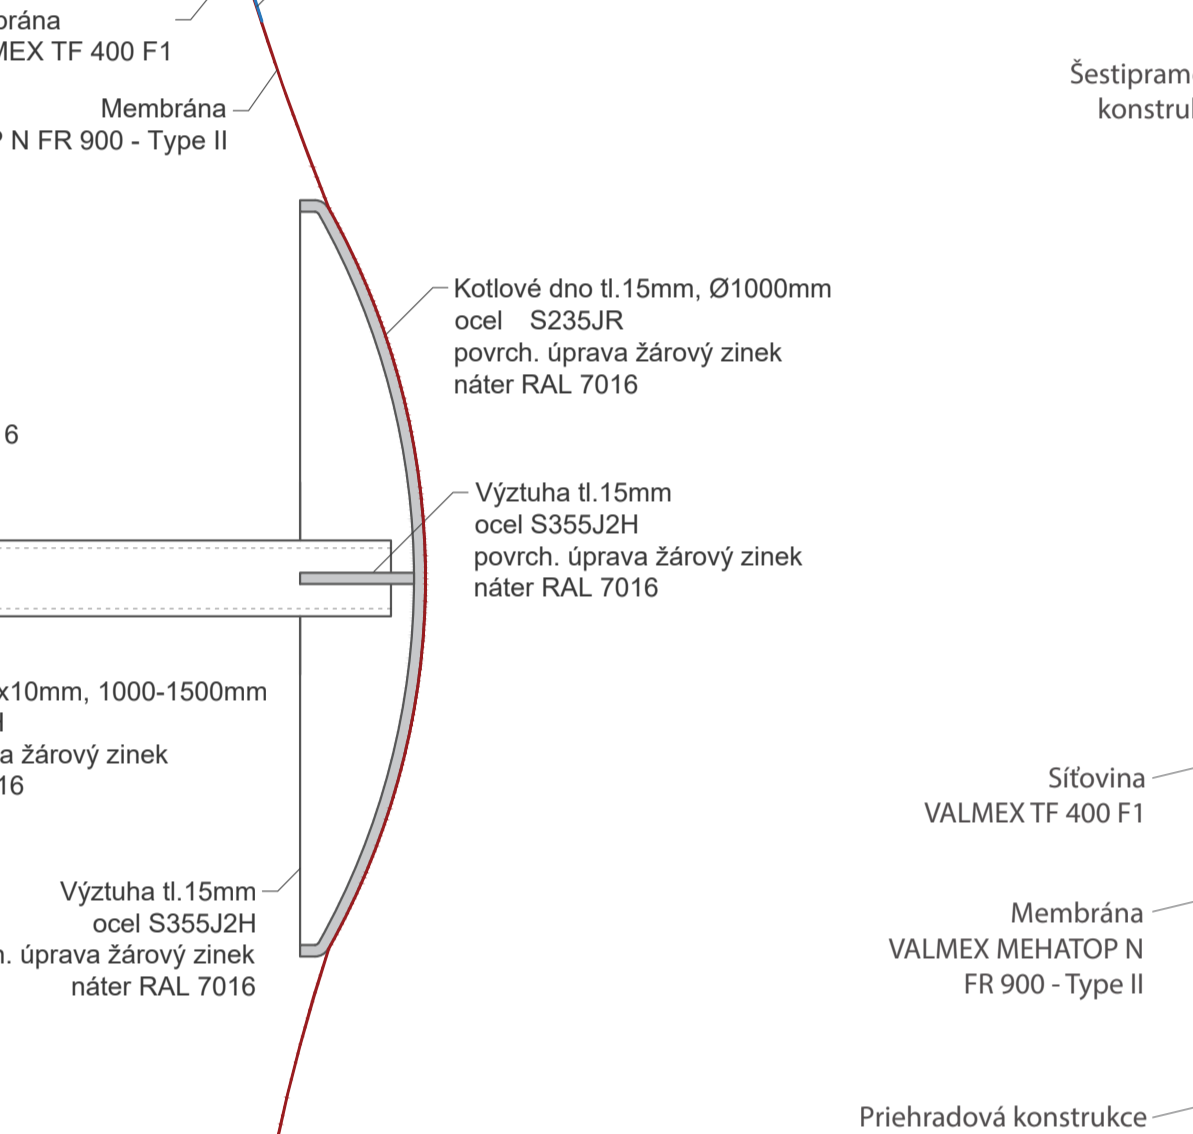 brána
MEX TF 400 F1
Membrána
P N FR 900 - Type II
Šestipram
konstruk
Kotlové dno tl.15mm, Ø1000mm
ocel S235JR
povrch. úprava žárový zinek
náter RAL 7016
6
Výztuha tl.15mm
ocel S355J2H
povrch. úprava žárový zinek
náter RAL 7016
x10mm, 1000-1500mm
H
a žárový zinek
16
Výztuha tl.15mm
ocel S355J2H
h. úprava žárový zinek
náter RAL 7016
Síťovina
VALMEX TF 400 F1
Membrána
VALMEX MEHATOP N
FR 900 - Type II
Priehradová konstrukce